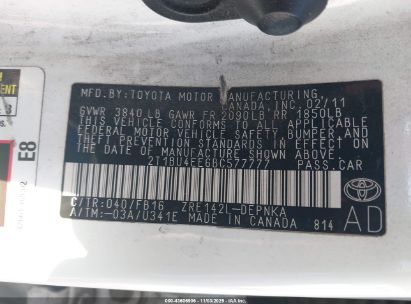 MFD. BY: TOYOTA MOTOR MANUFACTURING
CANADA, INC. 02/11
GVWR 3840 LB GAWR FR 2090LB RR 1850LB
THIS VEHICLE CONFORMS TO ALL APPLICABLE
FEDERAL MOTOR VEHICLE SAFETY, BUMPER, AND
THEFT PREVENTION STANDARDS IN EFFECT ON THE DATE OF
MANUFACTURE SHOWN ABOVE.
2T1BU4EE6BC577777
PASS.CAR
C/TR: 040/FB16 ZRE142L-DEPNKA
A/TM: -03A/U341E MADE IN CANADA 814
TOYOTA
AD
E8